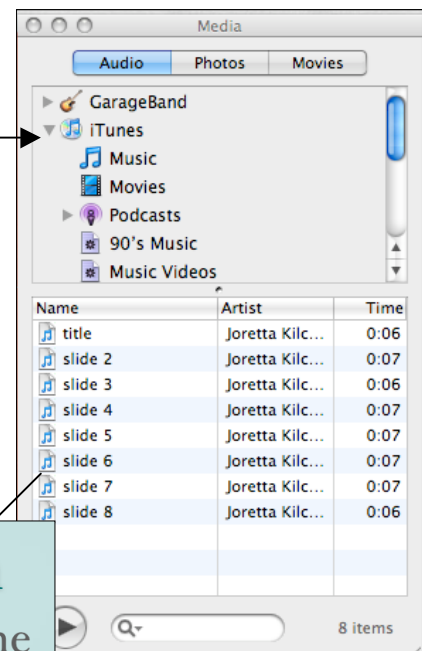 Media
Audio Photos Movies
GarageBand
iTunes
Music
Movies
Podcasts
90's Music
Music Videos
Name Artist Time
title Joretta Kilc... 0:06
slide 2 Joretta Kilc... 0:07
slide 3 Joretta Kilc... 0:06
slide 4 Joretta Kilc... 0:07
slide 5 Joretta Kilc... 0:07
slide 6 Joretta Kilc... 0:07
slide 7 Joretta Kilc... 0:07
slide 8 Joretta Kilc... 0:06
8 items